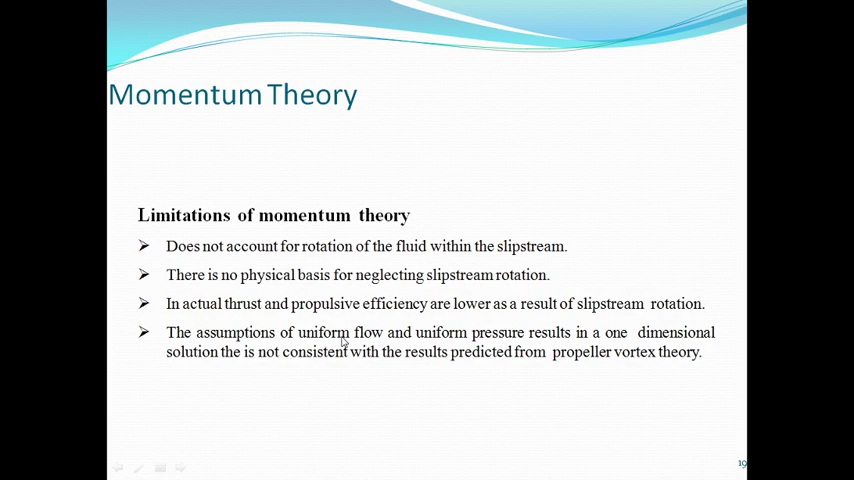 Momentum Theory
Limitations of momentum theory
Does not account for rotation of the fluid within the slipstream.
There is no physical basis for neglecting slipstream rotation.
In actual thrust and propulsive efficiency are lower as a result of slipstream rotation.
The assumptions of uniform flow and uniform pressure results in a one dimensional
solution the is not consistent with the results predicted from propeller vortex theory.
19